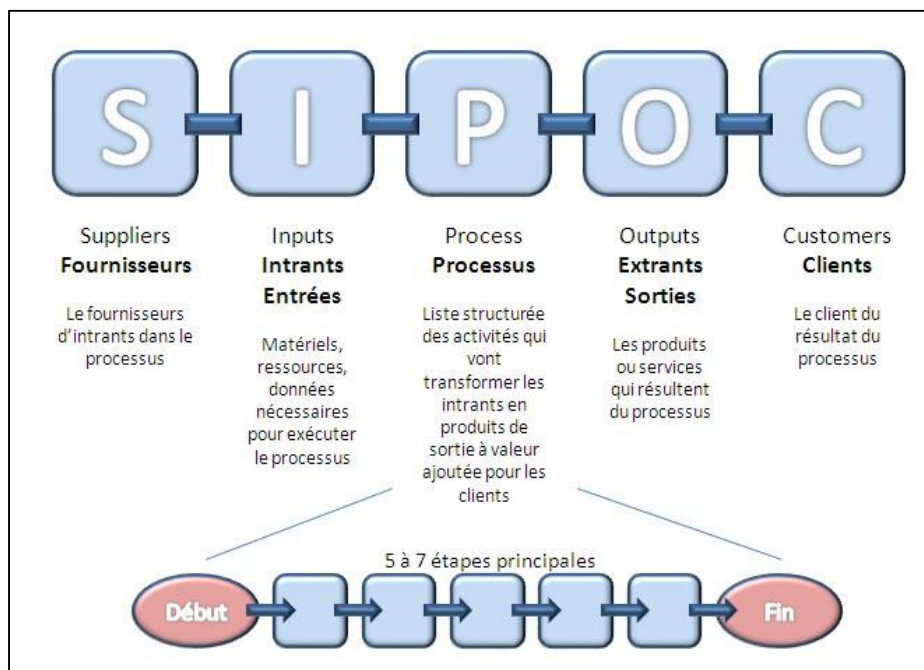 S I P O C
Suppliers
Fournisseurs
Le fournisseurs
d'intrants dans le
processus
Inputs
Intrants
Entrées
Matériels,
ressources,
données
nécessaires
pour exécuter
le processus
Process
Processus
Liste structurée
des activités qui
vont
transformer les
intrants en
produits de
sortie à valeur
ajoutée pour les
clients
Outputs
Extrants
Sorties
Les produits
ou services
qui résultent
du processus
Customers
Clients
Le client du
résultat du
processus
5 à 7 étapes principales
Début
Fin